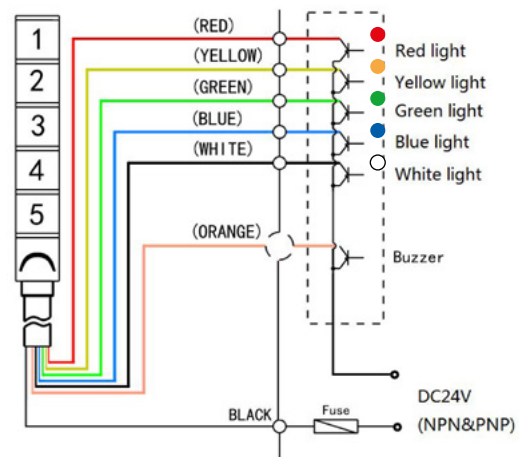 1
2
3
4
5
(RED)
(YELLOW)
(GREEN)
(BLUE)
(WHITE)
(ORANGE)
BLACK
Red light
Yellow light
Green light
Blue light
White light
Buzzer
Fuse
DC24V
(NPN&PNP)